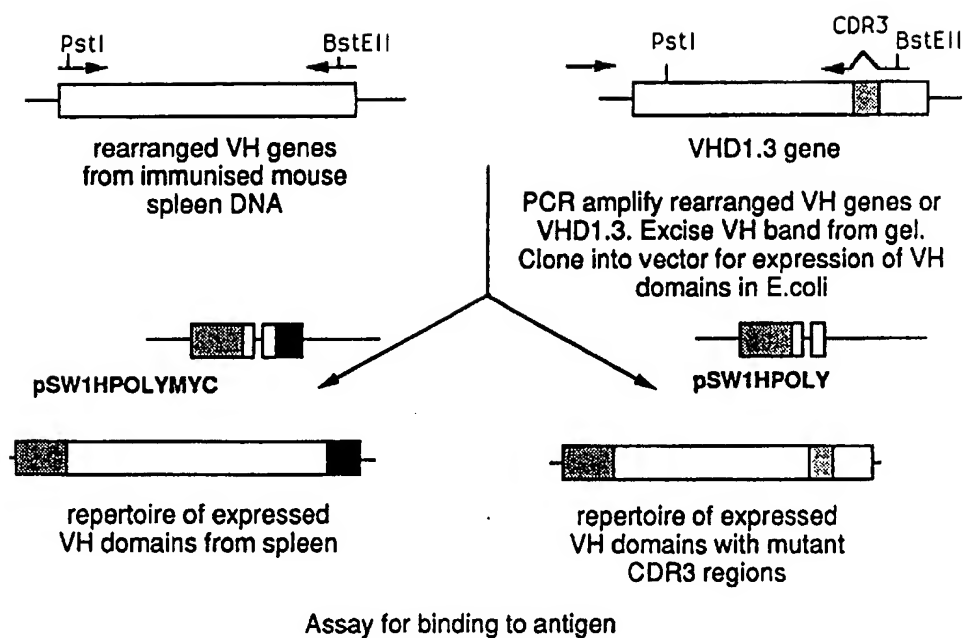 PstI
BstEII
rearranged VH genes
from immunised mouse
spleen DNA
CDR3
PstI
BstEII
VHD1.3 gene
PCR amplify rearranged VH genes or
VHD1.3. Excise VH band from gel.
Clone into vector for expression of VH
domains in E.coli
pSW1HPOLYMYC
pSW1HPOLY
repertoire of expressed
VH domains from spleen
repertoire of expressed
VH domains with mutant
CDR3 regions
Assay for binding to antigen